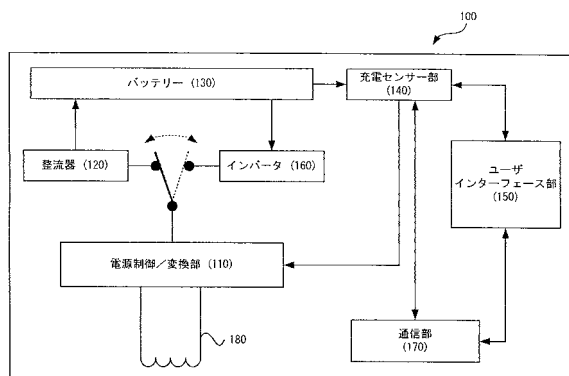 100
バッテリー (130)
充電センサー部
(140)
整流器 (120)
インバータ (160)
ユーザ
インターフェース部
(150)
電源制御/変換部 (110)
180
通信部
(170)